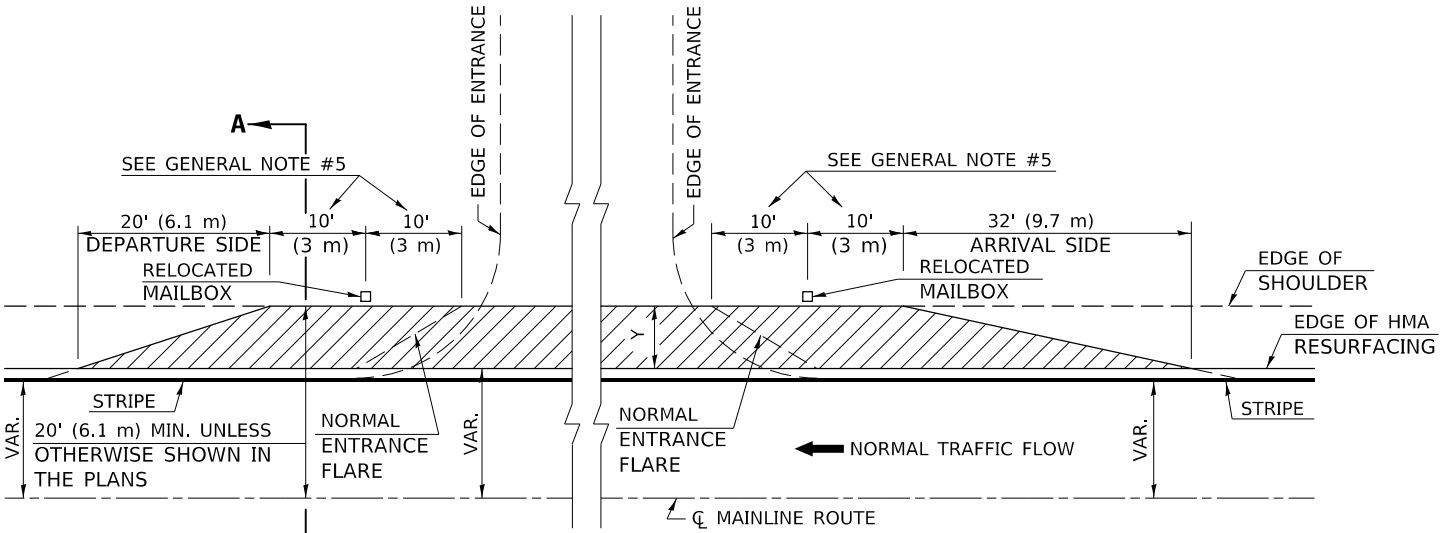 EDGE OF ENTRANCE
EDGE OF ENTRANCE
A
SEE GENERAL NOTE #5
SEE GENERAL NOTE #5
20' (6.1 m)
DEPARTURE SIDE
10'
(3 m)
10'
(3 m)
10'
(3 m)
10'
(3 m)
32' (9.7 m)
ARRIVAL SIDE
RELOCATED
MAILBOX
RELOCATED
MAILBOX
EDGE OF
SHOULDER
Y
EDGE OF HMA
RESURFACING
STRIPE
STRIPE
VAR.
20' (6.1 m) MIN. UNLESS
OTHERWISE SHOWN IN
THE PLANS
NORMAL
ENTRANCE
FLARE
VAR.
NORMAL
ENTRANCE
FLARE
NORMAL TRAFFIC FLOW
VAR.
℄ MAINLINE ROUTE